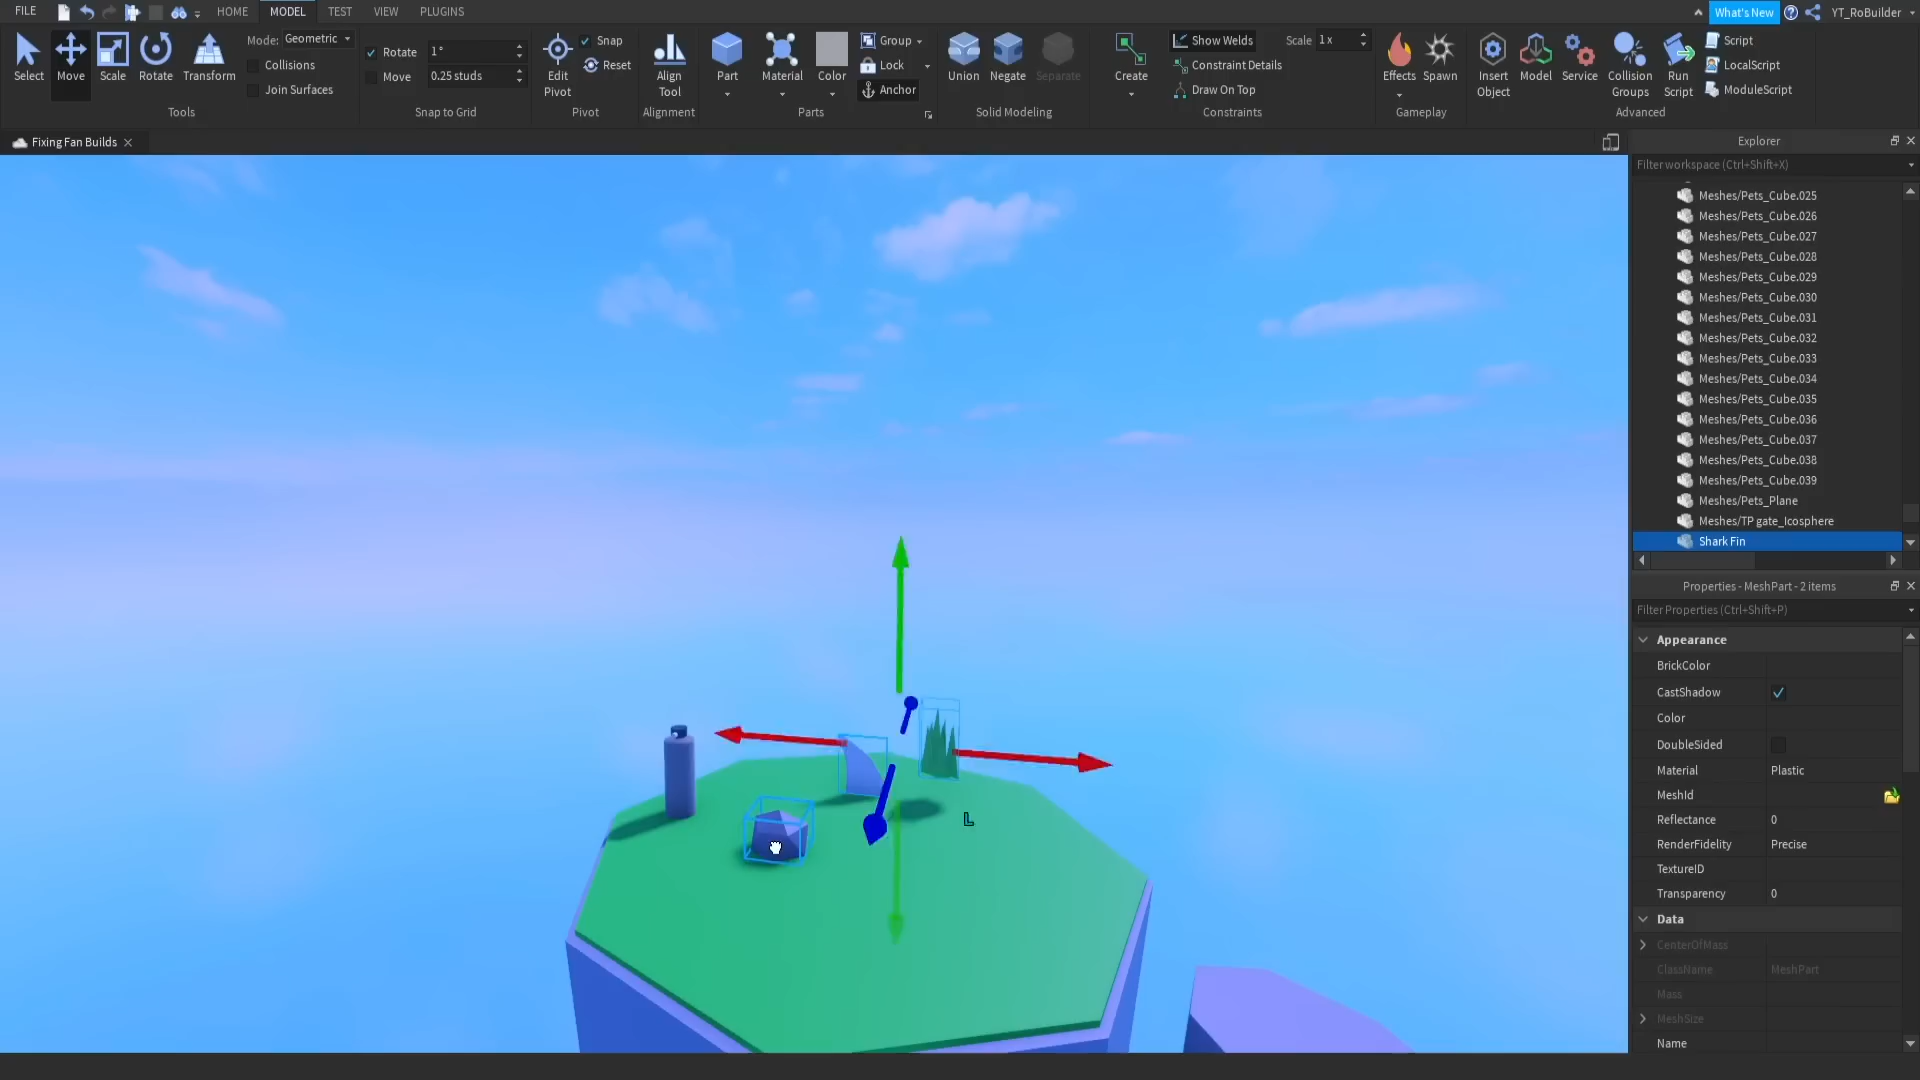 FILE HOME MODEL TEST VIEW PLUGINS What's New YT_RoBuilder
Select Move Scale Rotate Transform
Mode: Geometric
Collisions
Join Surfaces
Tools
Rotate 1°
Move 0.25 studs
Snap to Grid
Edit Pivot
Snap
Reset
Pivot
Align Tool
Alignment
Part Material Color
Group
Lock
Anchor
Parts
Union Negate Separate
Solid Modeling
Create
Show Welds
Constraint Details
Draw On Top
Scale 1x
Constraints
Effects Spawn
Gameplay
Insert Object
Model
Service
Collision Groups
Run Script
Script
LocalScript
ModuleScript
Advanced
Fixing Fan Builds
Explorer
Filter workspace (Ctrl+Shift+X)
Meshes/Pets_Cube.025
Meshes/Pets_Cube.026
Meshes/Pets_Cube.027
Meshes/Pets_Cube.028
Meshes/Pets_Cube.029
Meshes/Pets_Cube.030
Meshes/Pets_Cube.031
Meshes/Pets_Cube.032
Meshes/Pets_Cube.033
Meshes/Pets_Cube.034
Meshes/Pets_Cube.035
Meshes/Pets_Cube.036
Meshes/Pets_Cube.037
Meshes/Pets_Cube.038
Meshes/Pets_Cube.039
Meshes/Pets_Plane
Meshes/TP gate_Icosphere
Shark Fin
Properties - MeshPart - 2 items
Filter Properties (Ctrl+Shift+P)
Appearance
BrickColor
CastShadow
Color
DoubleSided
Material Plastic
MeshId
Reflectance 0
RenderFidelity Precise
TextureID
Transparency 0
Data
CenterOfMass
ClassName MeshPart
Mass
MeshSize
Name
L